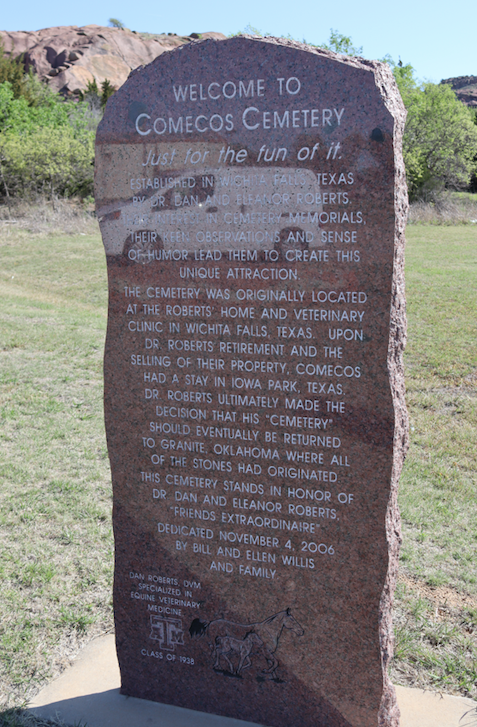 WELCOME TO
COMECOS CEMETERY
Just for the fun of it.
ESTABLISHED IN WICHITA FALLS, TEXAS
BY DR. DAN AND ELEANOR ROBERTS.
IN CEMETERY MEMORIALS,
THEIR KEEN OBSERVATIONS AND SENSE
OF HUMOR LEAD THEM TO CREATE THIS
UNIQUE ATTRACTION.
THE CEMETERY WAS ORIGINALLY LOCATED
AT THE ROBERTS' HOME AND VETERINARY
CLINIC IN WICHITA FALLS, TEXAS. UPON
DR. ROBERTS RETIREMENT AND THE
SELLING OF THEIR PROPERTY, COMECOS
HAD A STAY IN IOWA PARK, TEXAS.
DR. ROBERTS ULTIMATELY MADE THE
DECISION THAT HIS "CEMETERY"
SHOULD EVENTUALLY BE RETURNED
TO GRANITE, OKLAHOMA WHERE ALL
OF THE STONES HAD ORIGINATED
THIS CEMETERY STANDS IN HONOR OF
DR. DAN AND ELEANOR ROBERTS,
"FRIENDS EXTRAORDINAIRE"
DEDICATED NOVEMBER 4, 2006
BY BILL AND ELLEN WILLIS
AND FAMILY
DAN ROBERTS, DVM
SPECIALIZED IN
EQUINE VETERINARY
MEDICINE
ATM
CLASS OF 1938